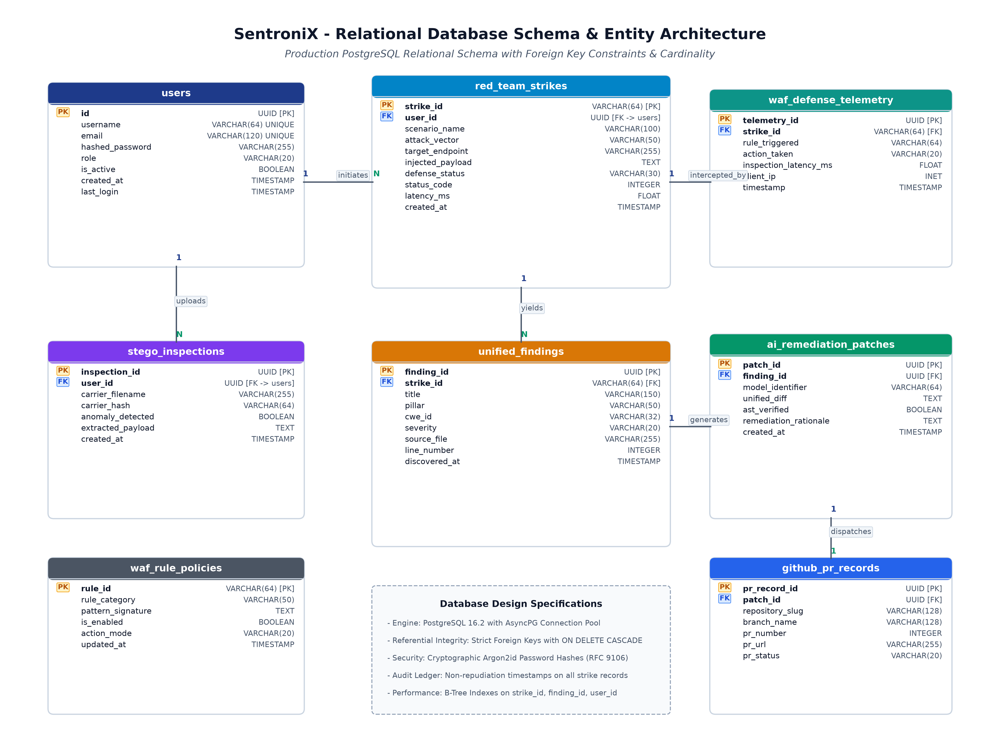 SentroniX - Relational Database Schema & Entity Architecture
Production PostgreSQL Relational Schema with Foreign Key Constraints & Cardinality
users
PK id UUID [PK]
username VARCHAR(64) UNIQUE
email VARCHAR(120) UNIQUE
hashed_password VARCHAR(255)
role VARCHAR(20)
is_active BOOLEAN
created_at TIMESTAMP
last_login TIMESTAMP
1 initiates N
red_team_strikes
PK strike_id VARCHAR(64) [PK]
FK user_id UUID [FK -> users]
scenario_name VARCHAR(100)
attack_vector VARCHAR(50)
target_endpoint VARCHAR(255)
injected_payload TEXT
defense_status VARCHAR(30)
status_code INTEGER
latency_ms FLOAT
created_at TIMESTAMP
1 intercepted_by
waf_defense_telemetry
PK telemetry_id UUID [PK]
FK strike_id VARCHAR(64) [FK]
rule_triggered VARCHAR(64)
action_taken VARCHAR(20)
inspection_latency_ms FLOAT
lient_ip INET
timestamp TIMESTAMP
1
uploads
N
1
yields
N
stego_inspections
PK inspection_id UUID [PK]
FK user_id UUID [FK -> users]
carrier_filename VARCHAR(255)
carrier_hash VARCHAR(64)
anomaly_detected BOOLEAN
extracted_payload TEXT
created_at TIMESTAMP
unified_findings
PK finding_id UUID [PK]
FK strike_id VARCHAR(64) [FK]
title VARCHAR(150)
pillar VARCHAR(50)
cwe_id VARCHAR(32)
severity VARCHAR(20)
source_file VARCHAR(255)
line_number INTEGER
discovered_at TIMESTAMP
1 generates
ai_remediation_patches
PK patch_id UUID [PK]
FK finding_id UUID [FK]
model_identifier VARCHAR(64)
unified_diff TEXT
ast_verified BOOLEAN
remediation_rationale TEXT
created_at TIMESTAMP
1
dispatches
1
waf_rule_policies
PK rule_id VARCHAR(64) [PK]
rule_category VARCHAR(50)
pattern_signature TEXT
is_enabled BOOLEAN
action_mode VARCHAR(20)
updated_at TIMESTAMP
Database Design Specifications
- Engine: PostgreSQL 16.2 with AsyncPG Connection Pool
- Referential Integrity: Strict Foreign Keys with ON DELETE CASCADE
- Security: Cryptographic Argon2id Password Hashes (RFC 9106)
- Audit Ledger: Non-repudiation timestamps on all strike records
- Performance: B-Tree Indexes on strike_id, finding_id, user_id
github_pr_records
PK pr_record_id UUID [PK]
FK patch_id UUID [FK]
repository_slug VARCHAR(128)
branch_name VARCHAR(128)
pr_number INTEGER
pr_url VARCHAR(255)
pr_status VARCHAR(20)